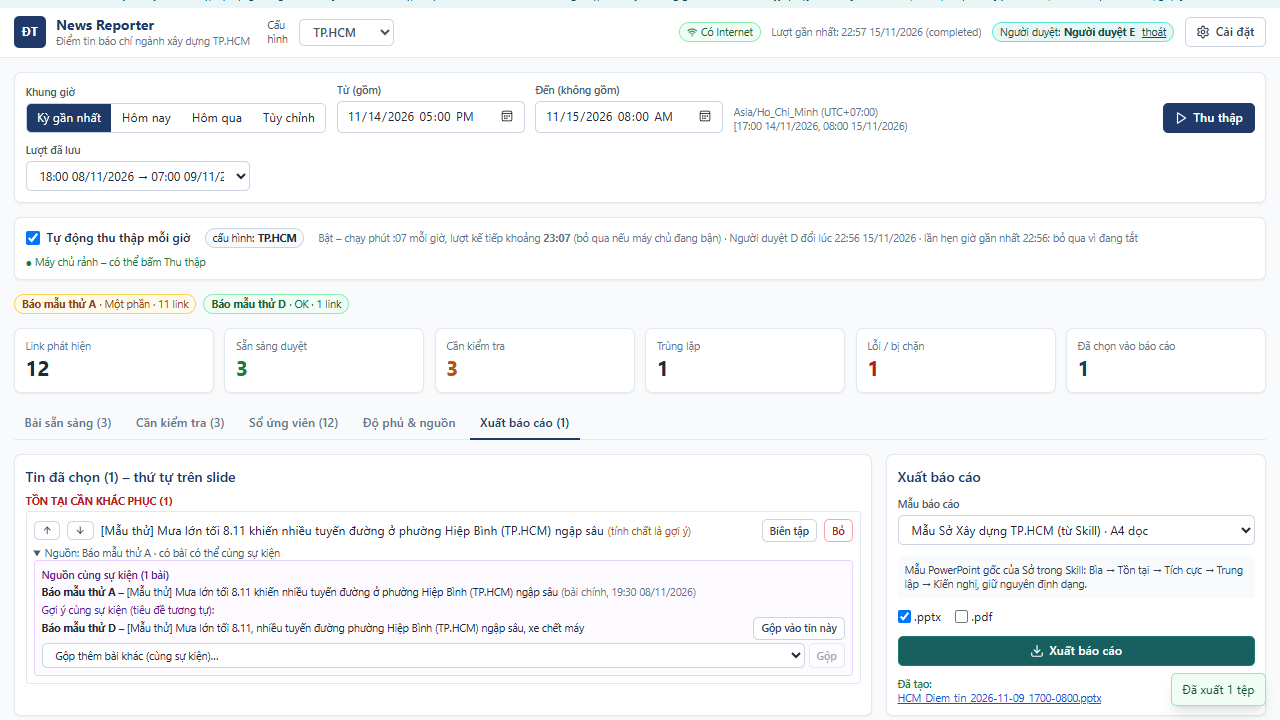 ĐT
News Reporter
Điểm tin báo chí ngành xây dựng TP.HCM
Cấu hình
TP.HCM
Có Internet
Lượt gần nhất: 22:57 15/11/2026 (completed)
Người duyệt: Người duyệt E thoát
Cài đặt
Khung giờ
Kỳ gần nhất
Hôm nay
Hôm qua
Tùy chỉnh
Từ (gồm)
11/14/2026 05:00 PM
Đến (không gồm)
11/15/2026 08:00 AM
Asia/Ho_Chi_Minh (UTC+07:00)
[17:00 14/11/2026, 08:00 15/11/2026)
Thu thập
Lượt đã lưu
18:00 08/11/2026 → 07:00 09/11/2
Tự động thu thập mỗi giờ
cấu hình: TP.HCM
Bật – chạy phút :07 mỗi giờ, lượt kế tiếp khoảng 23:07 (bỏ qua nếu máy chủ đang bận) · Người duyệt D đổi lúc 22:56 15/11/2026 · lần hẹn giờ gần nhất 22:56: bỏ qua vì đang tắt
● Máy chủ rảnh – có thể bấm Thu thập
Báo mẫu thử A · Một phần · 11 link
Báo mẫu thử D · OK · 1 link
Link phát hiện
12
Sẵn sàng duyệt
3
Cần kiểm tra
3
Trùng lặp
1
Lỗi / bị chặn
1
Đã chọn vào báo cáo
1
Bài sẵn sàng (3)
Cần kiểm tra (3)
Sổ ứng viên (12)
Độ phủ & nguồn
Xuất báo cáo (1)
Tin đã chọn (1) – thứ tự trên slide
TỒN TẠI CẦN KHẮC PHỤC (1)
↑ ↓ [Mẫu thử] Mưa lớn tối 8.11 khiến nhiều tuyến đường ở phường Hiệp Bình (TP.HCM) ngập sâu (tính chất là gợi ý)
Biên tập
Bỏ
▼ Nguồn: Báo mẫu thử A · có bài có thể cùng sự kiện
Nguồn cùng sự kiện (1 bài)
Báo mẫu thử A – [Mẫu thử] Mưa lớn tối 8.11 khiến nhiều tuyến đường ở phường Hiệp Bình (TP.HCM) ngập sâu (bài chính, 19:30 08/11/2026)
Gợi ý cùng sự kiện (tiêu đề tương tự):
Báo mẫu thử D – [Mẫu thử] Mưa lớn tối 8.11, nhiều tuyến đường phường Hiệp Bình (TP.HCM) ngập sâu, xe chết máy
Gộp vào tin này
Gộp thêm bài khác (cùng sự kiện)...
Gộp
Xuất báo cáo
Mẫu báo cáo
Mẫu Sở Xây dựng TP.HCM (từ Skill) · A4 dọc
Mẫu PowerPoint gốc của Sở trong Skill: Bìa → Tồn tại → Tích cực → Trung
lập → Kiến nghị, giữ nguyên định dạng.
.pptx
.pdf
Xuất báo cáo
Đã tạo:
HCM_Diem_tin_2026-11-09_1700-0800.pptx
Đã xuất 1 tệp